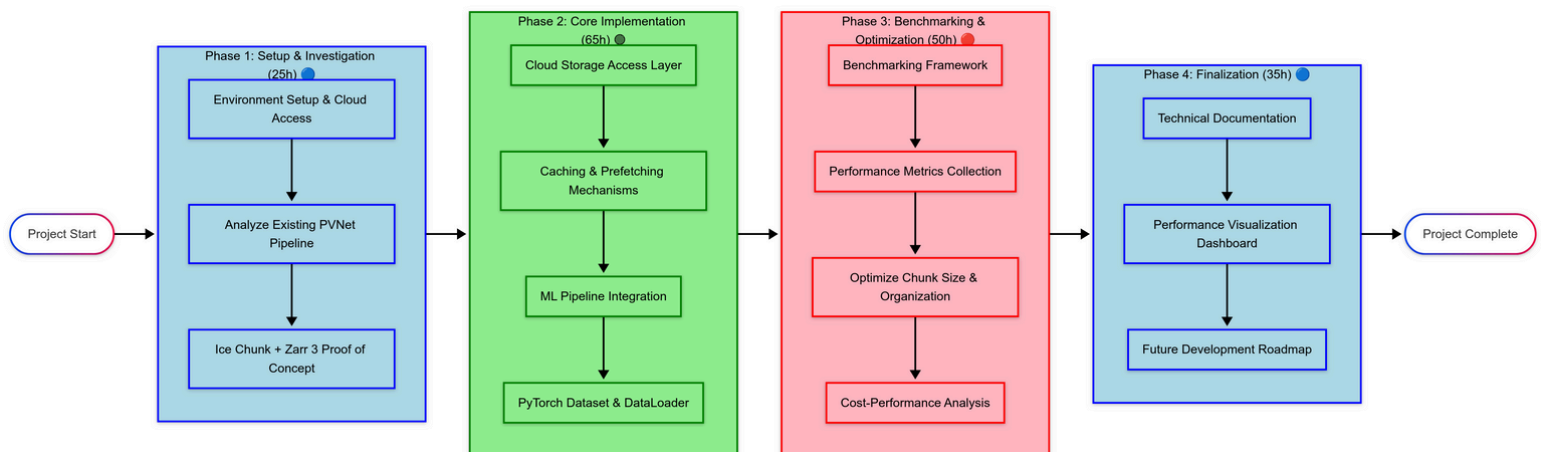 Project Start
Phase 1: Setup & Investigation
(25h) 🔵
Environment Setup & Cloud
Access
Analyze Existing PVNet
Pipeline
Ice Chunk + Zarr 3 Proof of
Concept
Phase 2: Core Implementation
(65h) 🟢
Cloud Storage Access Layer
Caching & Prefetching
Mechanisms
ML Pipeline Integration
PyTorch Dataset & DataLoader
Phase 3: Benchmarking &
Optimization (50h) 🔴
Benchmarking Framework
Performance Metrics Collection
Optimize Chunk Size &
Organization
Cost-Performance Analysis
Phase 4: Finalization (35h) 🔵
Technical Documentation
Performance Visualization
Dashboard
Future Development Roadmap
Project Complete